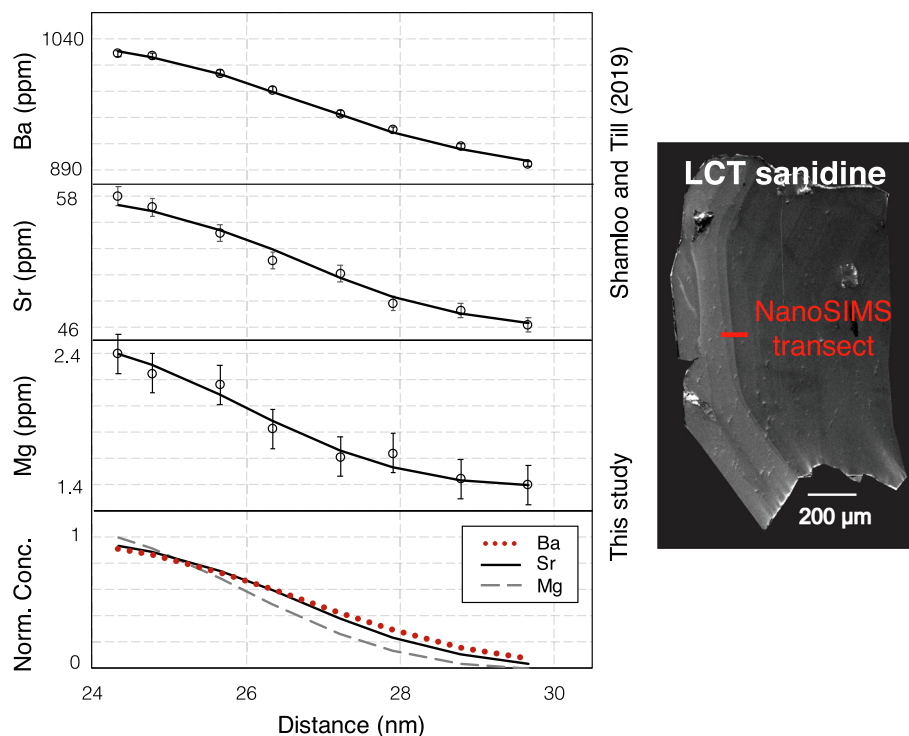 1040
Ba (ppm)
890
58
Sr (ppm)
46
2.4
Mg (ppm)
1.4
1
Norm. Conc.
0
Ba
Sr
Mg
24
26
28
30
Distance (nm)
Shamloo and Till (2019)
This study
LCT sanidine
NanoSIMS
transect
200 µm